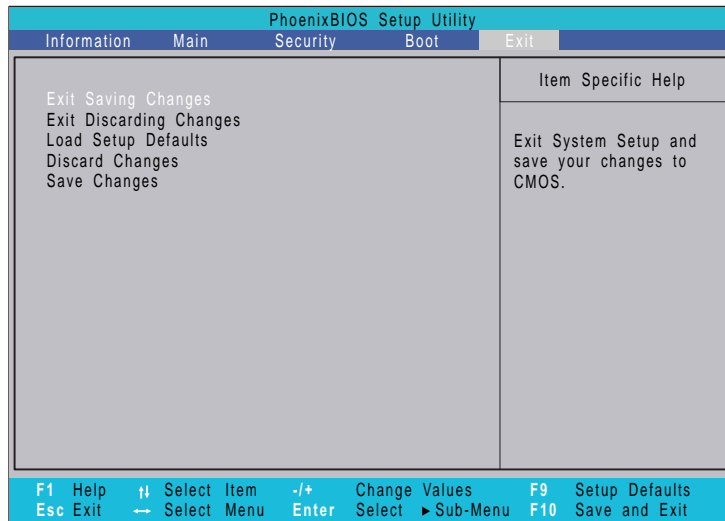 PhoenixBIOS Setup Utility
Information Main Security Boot Exit
Item Specific Help
Exit Saving Changes
Exit Discarding Changes
Load Setup Defaults
Discard Changes
Save Changes
Exit System Setup and
save your changes to
CMOS.
F1 Help ↑↓ Select Item -/+ Change Values F9 Setup Defaults
Esc Exit ↔ Select Menu Enter Select ►Sub-Menu F10 Save and Exit